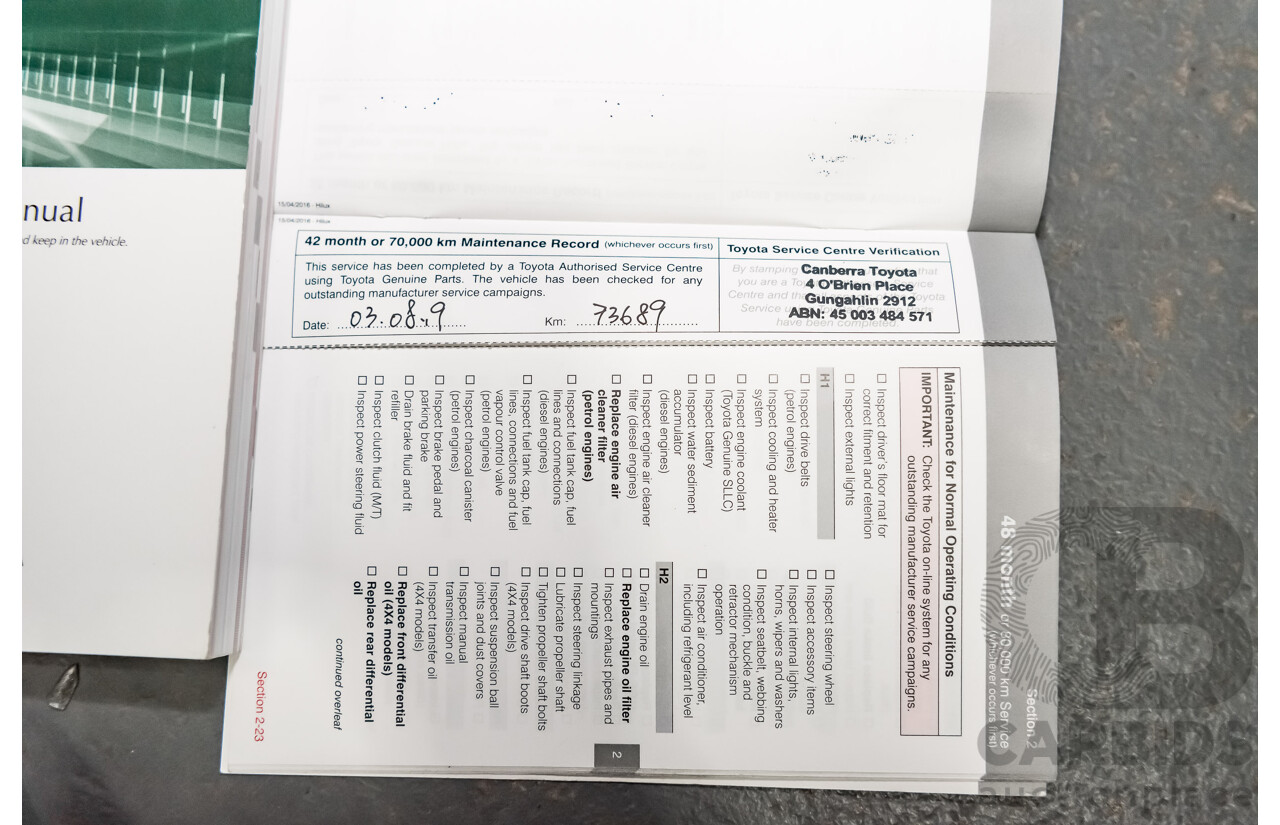 nual
d keep in the vehicle.
15/04/2016 - Hilux
15/04/2016 - Hilux
42 month or 70,000 km Maintenance Record (whichever occurs first)
This service has been completed by a Toyota Authorised Service Centre
using Toyota Genuine Parts. The vehicle has been checked for any
outstanding manufacturer service campaigns.
Date: 03.08.19
Km: 73689
Toyota Service Centre Verification
Canberra Toyota
4 O'Brien Place
Gungahlin 2912
ABN: 45 003 484 571
Section 2
48 month or 80,000 km Service
(whichever occurs first)
Maintenance for Normal Operating Conditions
IMPORTANT: Check the Toyota on-line system for any
outstanding manufacturer service campaigns.
Inspect driver's floor mat for
correct fitment and retention
Inspect external lights
H1
Inspect drive belts
(petrol engines)
Inspect cooling and heater
system
Inspect engine coolant
(Toyota Genuine SLLC)
Inspect battery
Inspect water sediment
accumulator
(diesel engines)
Inspect engine air cleaner
filter (diesel engines)
Replace engine air
cleaner filter
(petrol engines)
Inspect fuel tank cap, fuel
lines and connections
(diesel engines)
Inspect fuel tank cap, fuel
lines, connections and fuel
vapour control valve
(petrol engines)
Inspect charcoal canister
(petrol engines)
Inspect brake pedal and
parking brake
Drain brake fluid and fit
refiller
Inspect clutch fluid (M/T)
Inspect power steering fluid
Inspect steering wheel
Inspect accessory items
Inspect internal lights,
horns, wipers and washers
Inspect seatbelt, webbing
condition, buckle and
retractor mechanism
operation
Inspect air conditioner,
including refrigerant level
H2
Drain engine oil
Replace engine oil filter
Inspect exhaust pipes and
mountings
Inspect steering linkage
Lubricate propeller shaft
Tighten propeller shaft bolts
Inspect drive shaft boots
(4X4 models)
Inspect suspension ball
joints and dust covers
Inspect manual
transmission oil
Inspect transfer oil
(4X4 models)
Replace front differential
oil (4X4 models)
Replace rear differential
oil
continued overleaf
Section 2-23
2